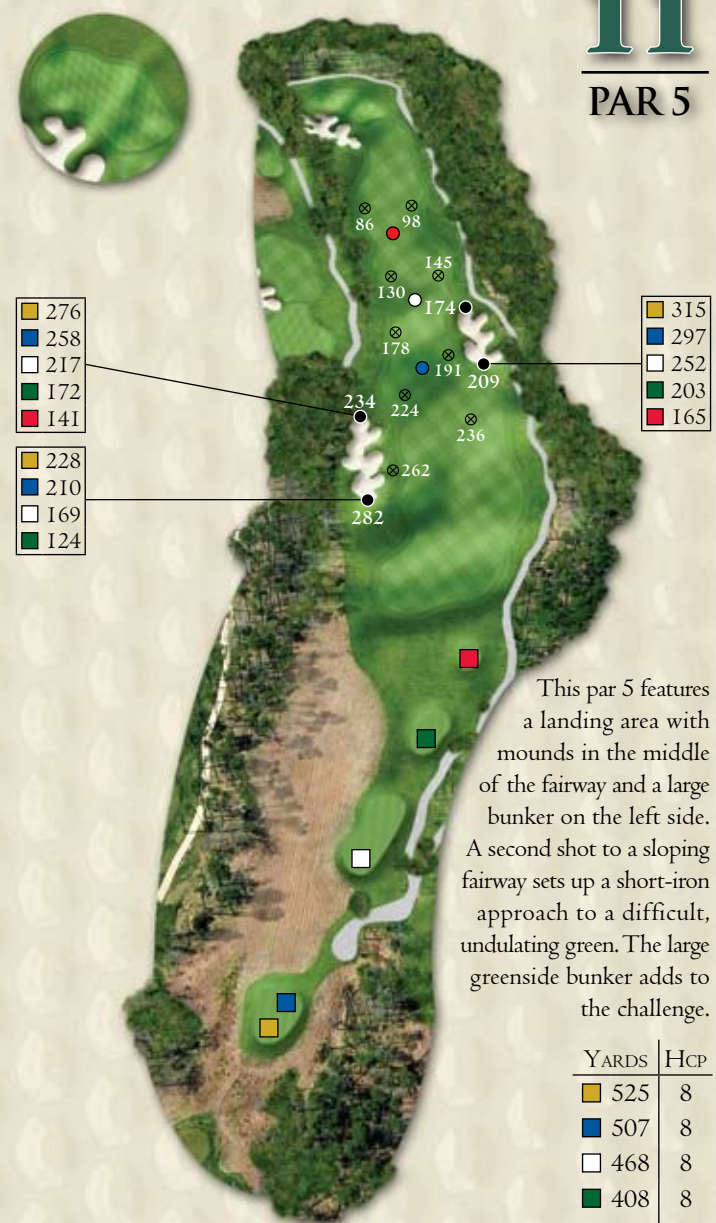 11
PAR 5
86
98
145
130
174
178
191
209
224
234
236
262
282
276
258
217
172
141
228
210
169
124
315
297
252
203
165
This par 5 features
a landing area with
mounds in the middle
of the fairway and a large
bunker on the left side.
A second shot to a sloping
fairway sets up a short-iron
approach to a difficult,
undulating green. The large
greenside bunker adds to
the challenge.
YARDS HCP
525 8
507 8
468 8
408 8